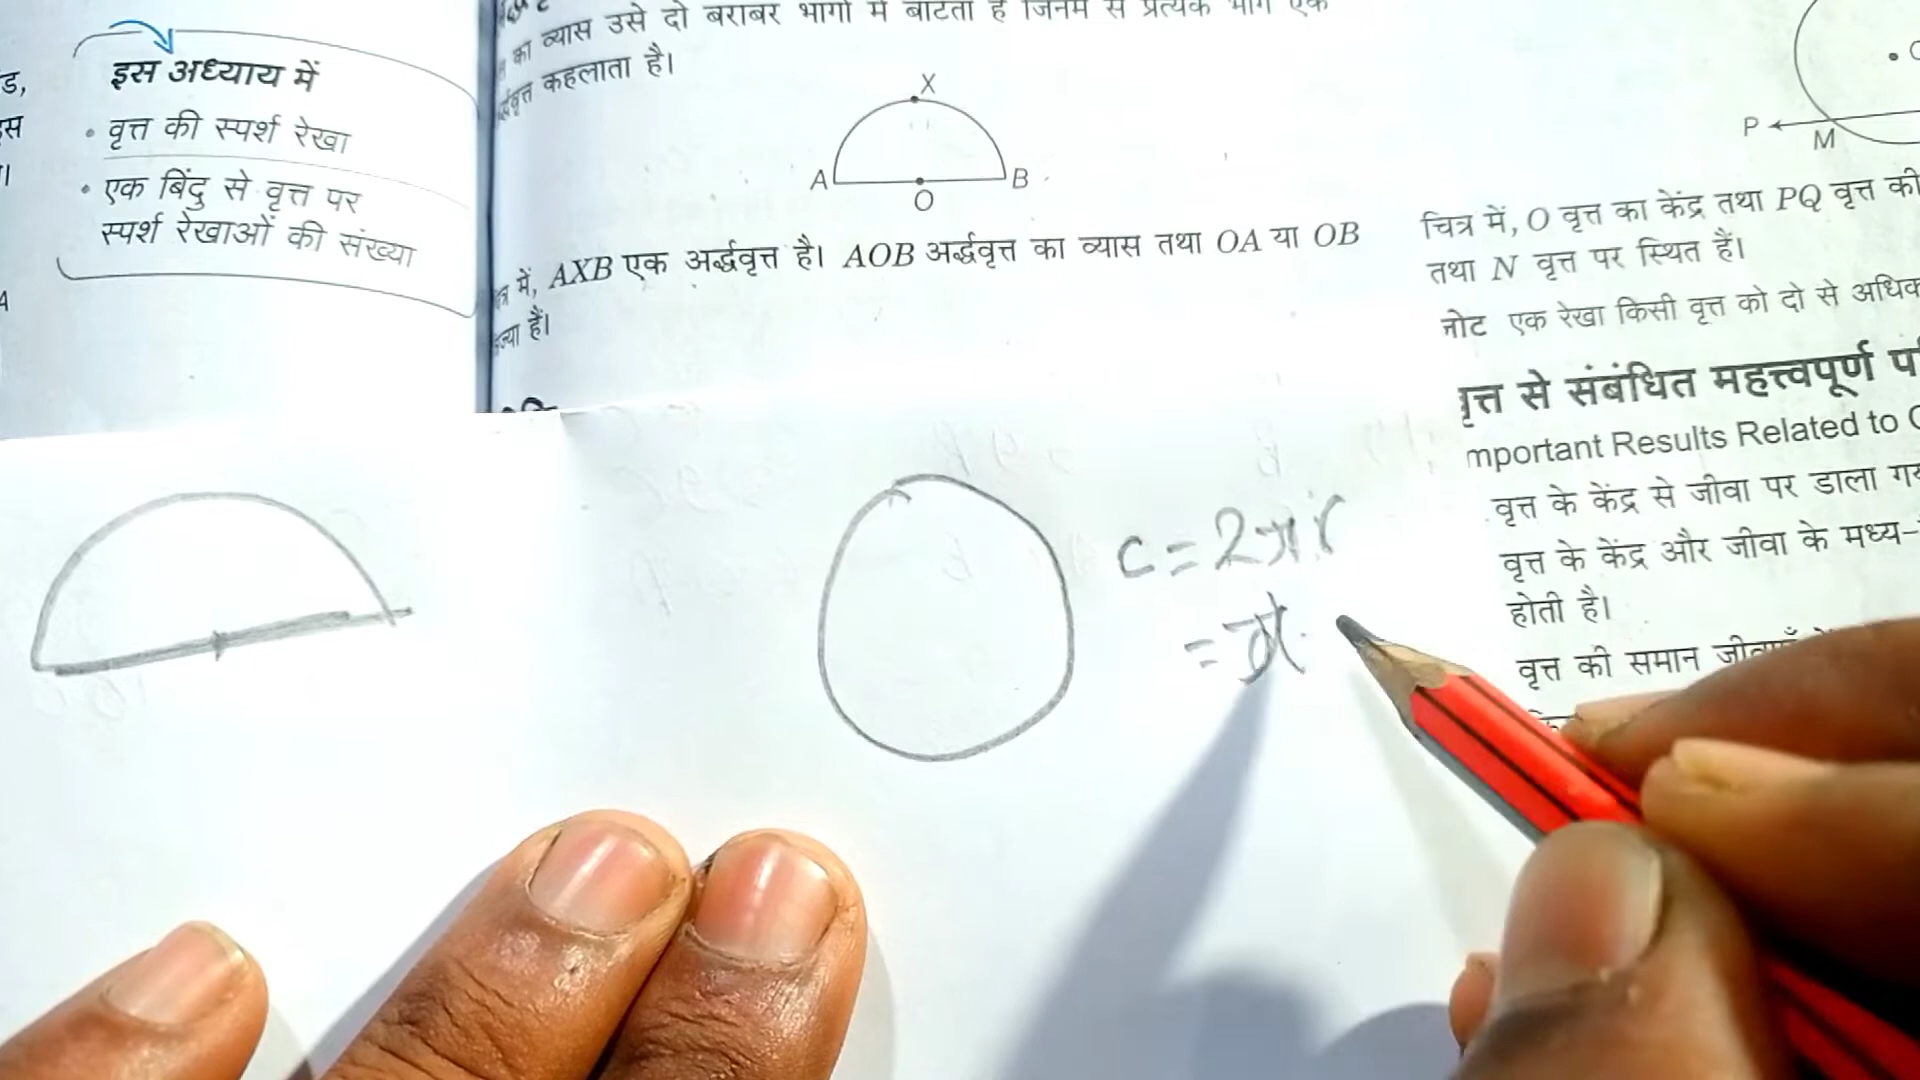 का व्यास उसे दो बराबर भागों में बाँटता है जिनमें से प्रत्येक भाग एक
कहलाता है।
X
A
B
O
में, AXB एक अर्द्धवृत्त है। AOB अर्द्धवृत्त का व्यास तथा OA या OB
हैं।
इस अध्याय में
• वृत्त की स्पर्श रेखा
• एक बिंदु से वृत्त पर
स्पर्श रेखाओं की संख्या
P
M
चित्र में, O वृत्त का केंद्र तथा PQ वृत्त की
तथा N वृत्त पर स्थित हैं।
नोट एक रेखा किसी वृत्त को दो से अधिक
वृत्त से संबंधित महत्त्वपूर्ण
mportant Results Related to
वृत्त के केंद्र से जीवा पर डाला
वृत्त के केंद्र और जीवा के मध्य-
होती है।
वृत्त की समान जीवाएँ
C = 2πr
= πd